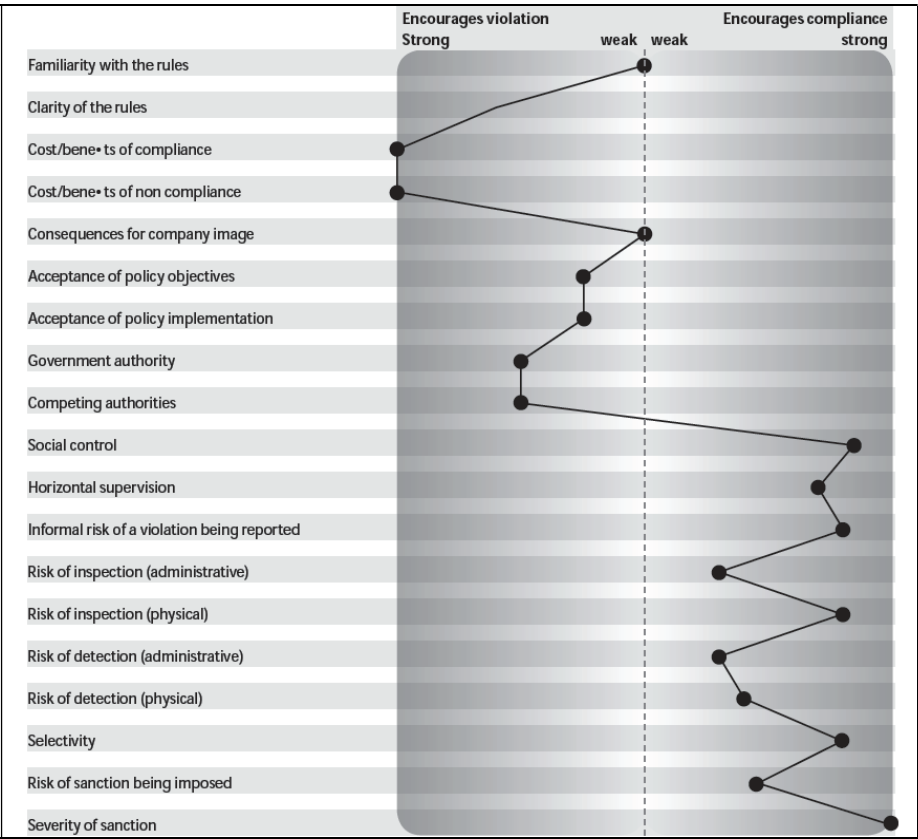 Encourages violation Encourages compliance
Strong weak weak strong
Familiarity with the rules
Clarity of the rules
Cost/bene• ts of compliance
Cost/bene• ts of non compliance
Consequences for company image
Acceptance of policy objectives
Acceptance of policy implementation
Government authority
Competing authorities
Social control
Horizontal supervision
Informal risk of a violation being reported
Risk of inspection (administrative)
Risk of inspection (physical)
Risk of detection (administrative)
Risk of detection (physical)
Selectivity
Risk of sanction being imposed
Severity of sanction